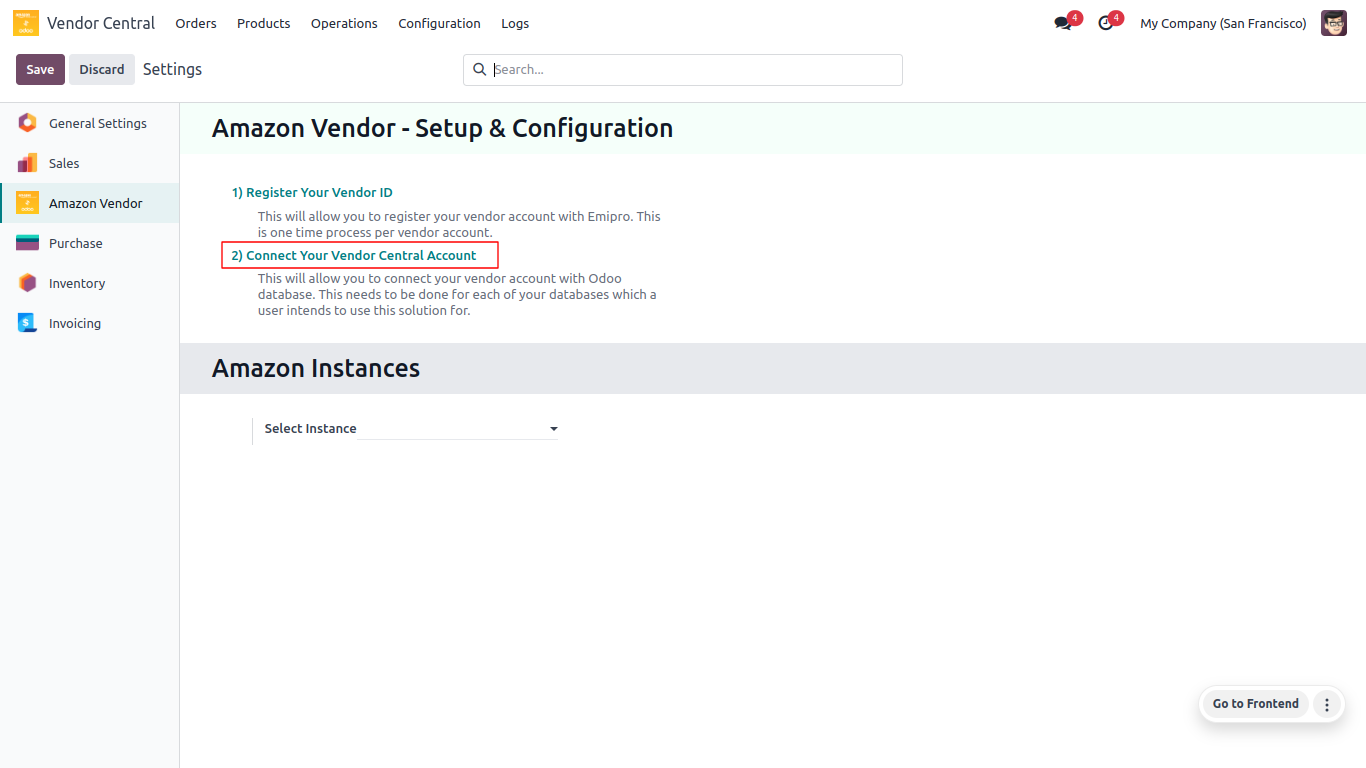 Vendor Central Orders Products Operations Configuration Logs 4 4 My Company (San Francisco)
Save Discard Settings Search...
General Settings
Sales
Amazon Vendor
Purchase
Inventory
Invoicing
Amazon Vendor - Setup & Configuration
1) Register Your Vendor ID
This will allow you to register your vendor account with Emipro. This
is one time process per vendor account.
2) Connect Your Vendor Central Account
This will allow you to connect your vendor account with Odoo
database. This needs to be done for each of your databases which a
user intends to use this solution for.
Amazon Instances
Select Instance
Go to Frontend